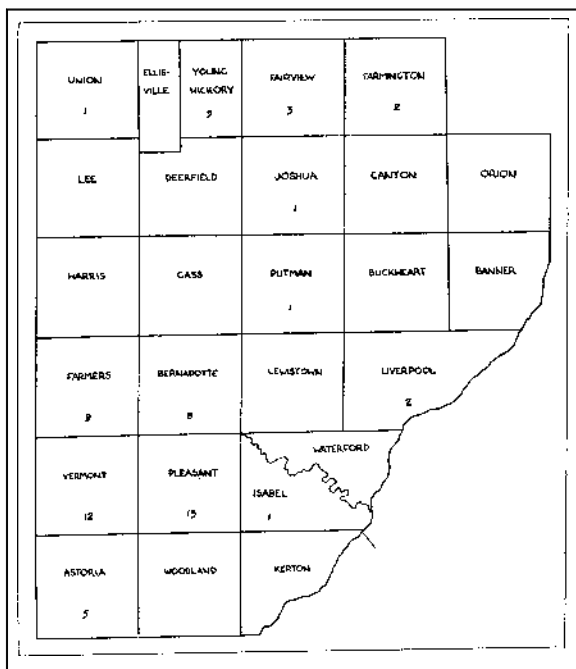 UNION
1
ELLIS-
VILLE
YOUNG
HICKORY
9
FAIRVIEW
3
FARMINGTON
2
LEE
DEERFIELD
JOSHUA
1
CANTON
ORION
HARRIS
CASS
PUTMAN
1
BUCKHEART
BANNER
FARMERS
9
BERNADOTTE
8
LEWISTOWN
LIVERPOOL
2
VERMONT
12
PLEASANT
15
WATERFORD
ISABEL
1
ASTORIA
5
WOODLAND
KERTON